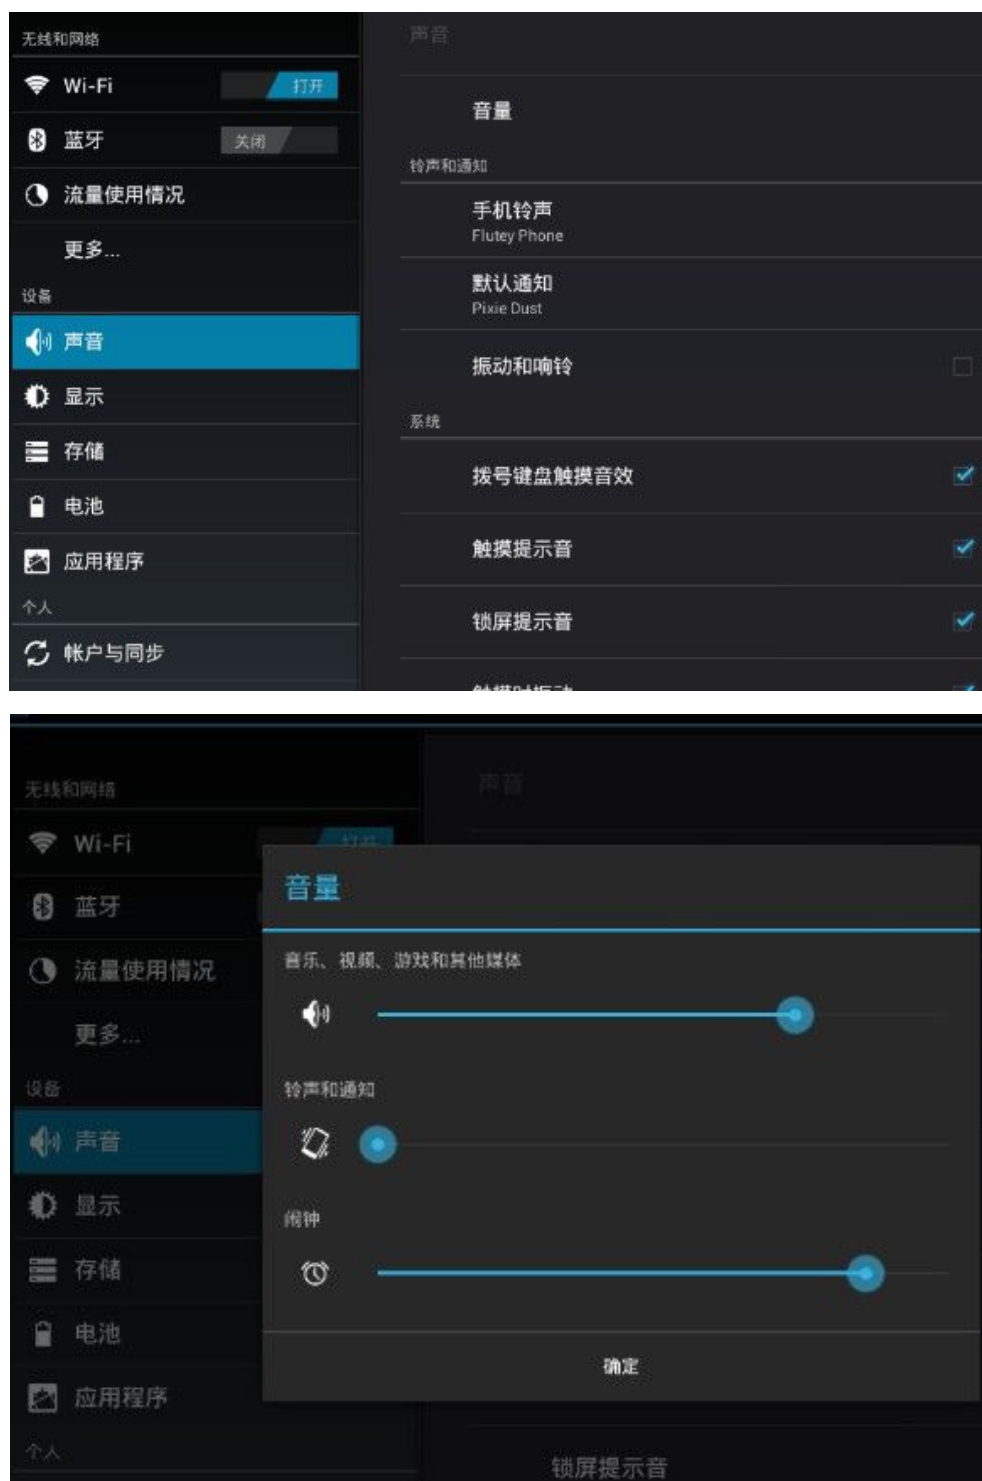 无线和网络
Wi-Fi
打开
蓝牙
关闭
流量使用情况
更多...
设备
声音
显示
存储
电池
应用程序
个人
帐户与同步
声音
音量
铃声和通知
手机铃声
Flutey Phone
默认通知
Pixie Dust
振动和响铃
系统
拨号键盘触摸音效
触摸提示音
锁屏提示音
触摸时振动
无线和网络
Wi-Fi
打开
蓝牙
流量使用情况
更多...
设备
声音
显示
存储
电池
应用程序
个人
声音
音量
音乐、视频、游戏和其他媒体
铃声和通知
闹钟
确定
锁屏提示音